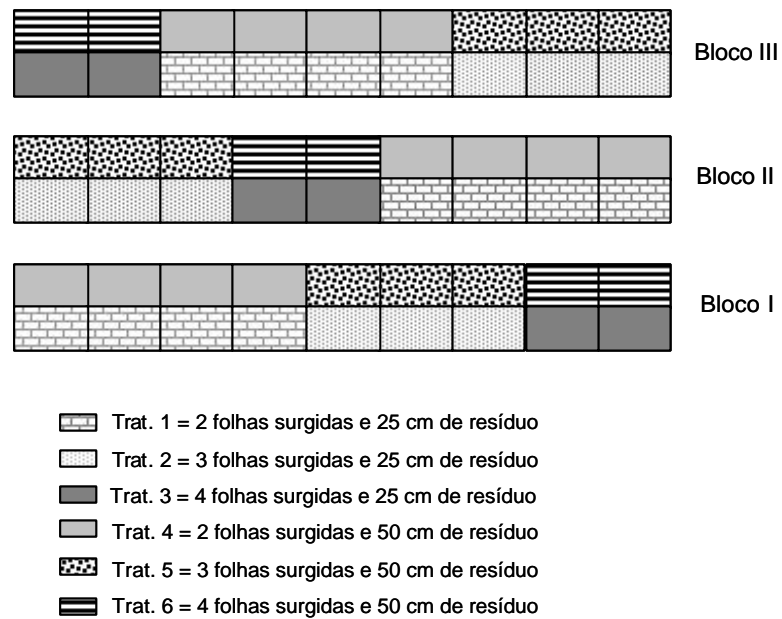 Bloco III
Bloco II
Bloco I
Trat. 1 = 2 folhas surgidas e 25 cm de resíduo
Trat. 2 = 3 folhas surgidas e 25 cm de resíduo
Trat. 3 = 4 folhas surgidas e 25 cm de resíduo
Trat. 4 = 2 folhas surgidas e 50 cm de resíduo
Trat. 5 = 3 folhas surgidas e 50 cm de resíduo
Trat. 6 = 4 folhas surgidas e 50 cm de resíduo